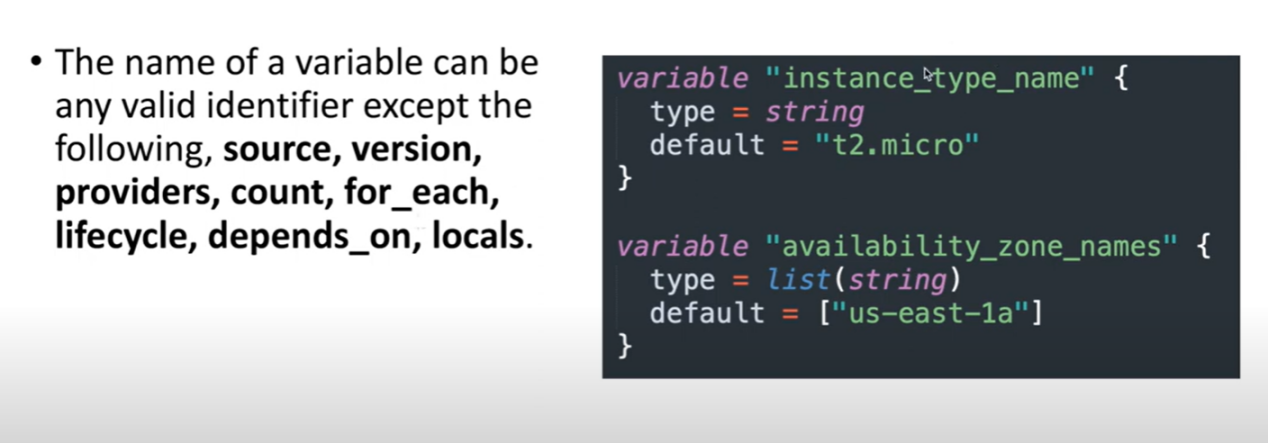 • The name of a variable can be
any valid identifier except the
following, source, version,
providers, count, for_each,
lifecycle, depends_on, locals.
variable "instance_type_name" {
  type = string
  default = "t2.micro"
}

variable "availability_zone_names" {
  type = list(string)
  default = ["us-east-1a"]
}